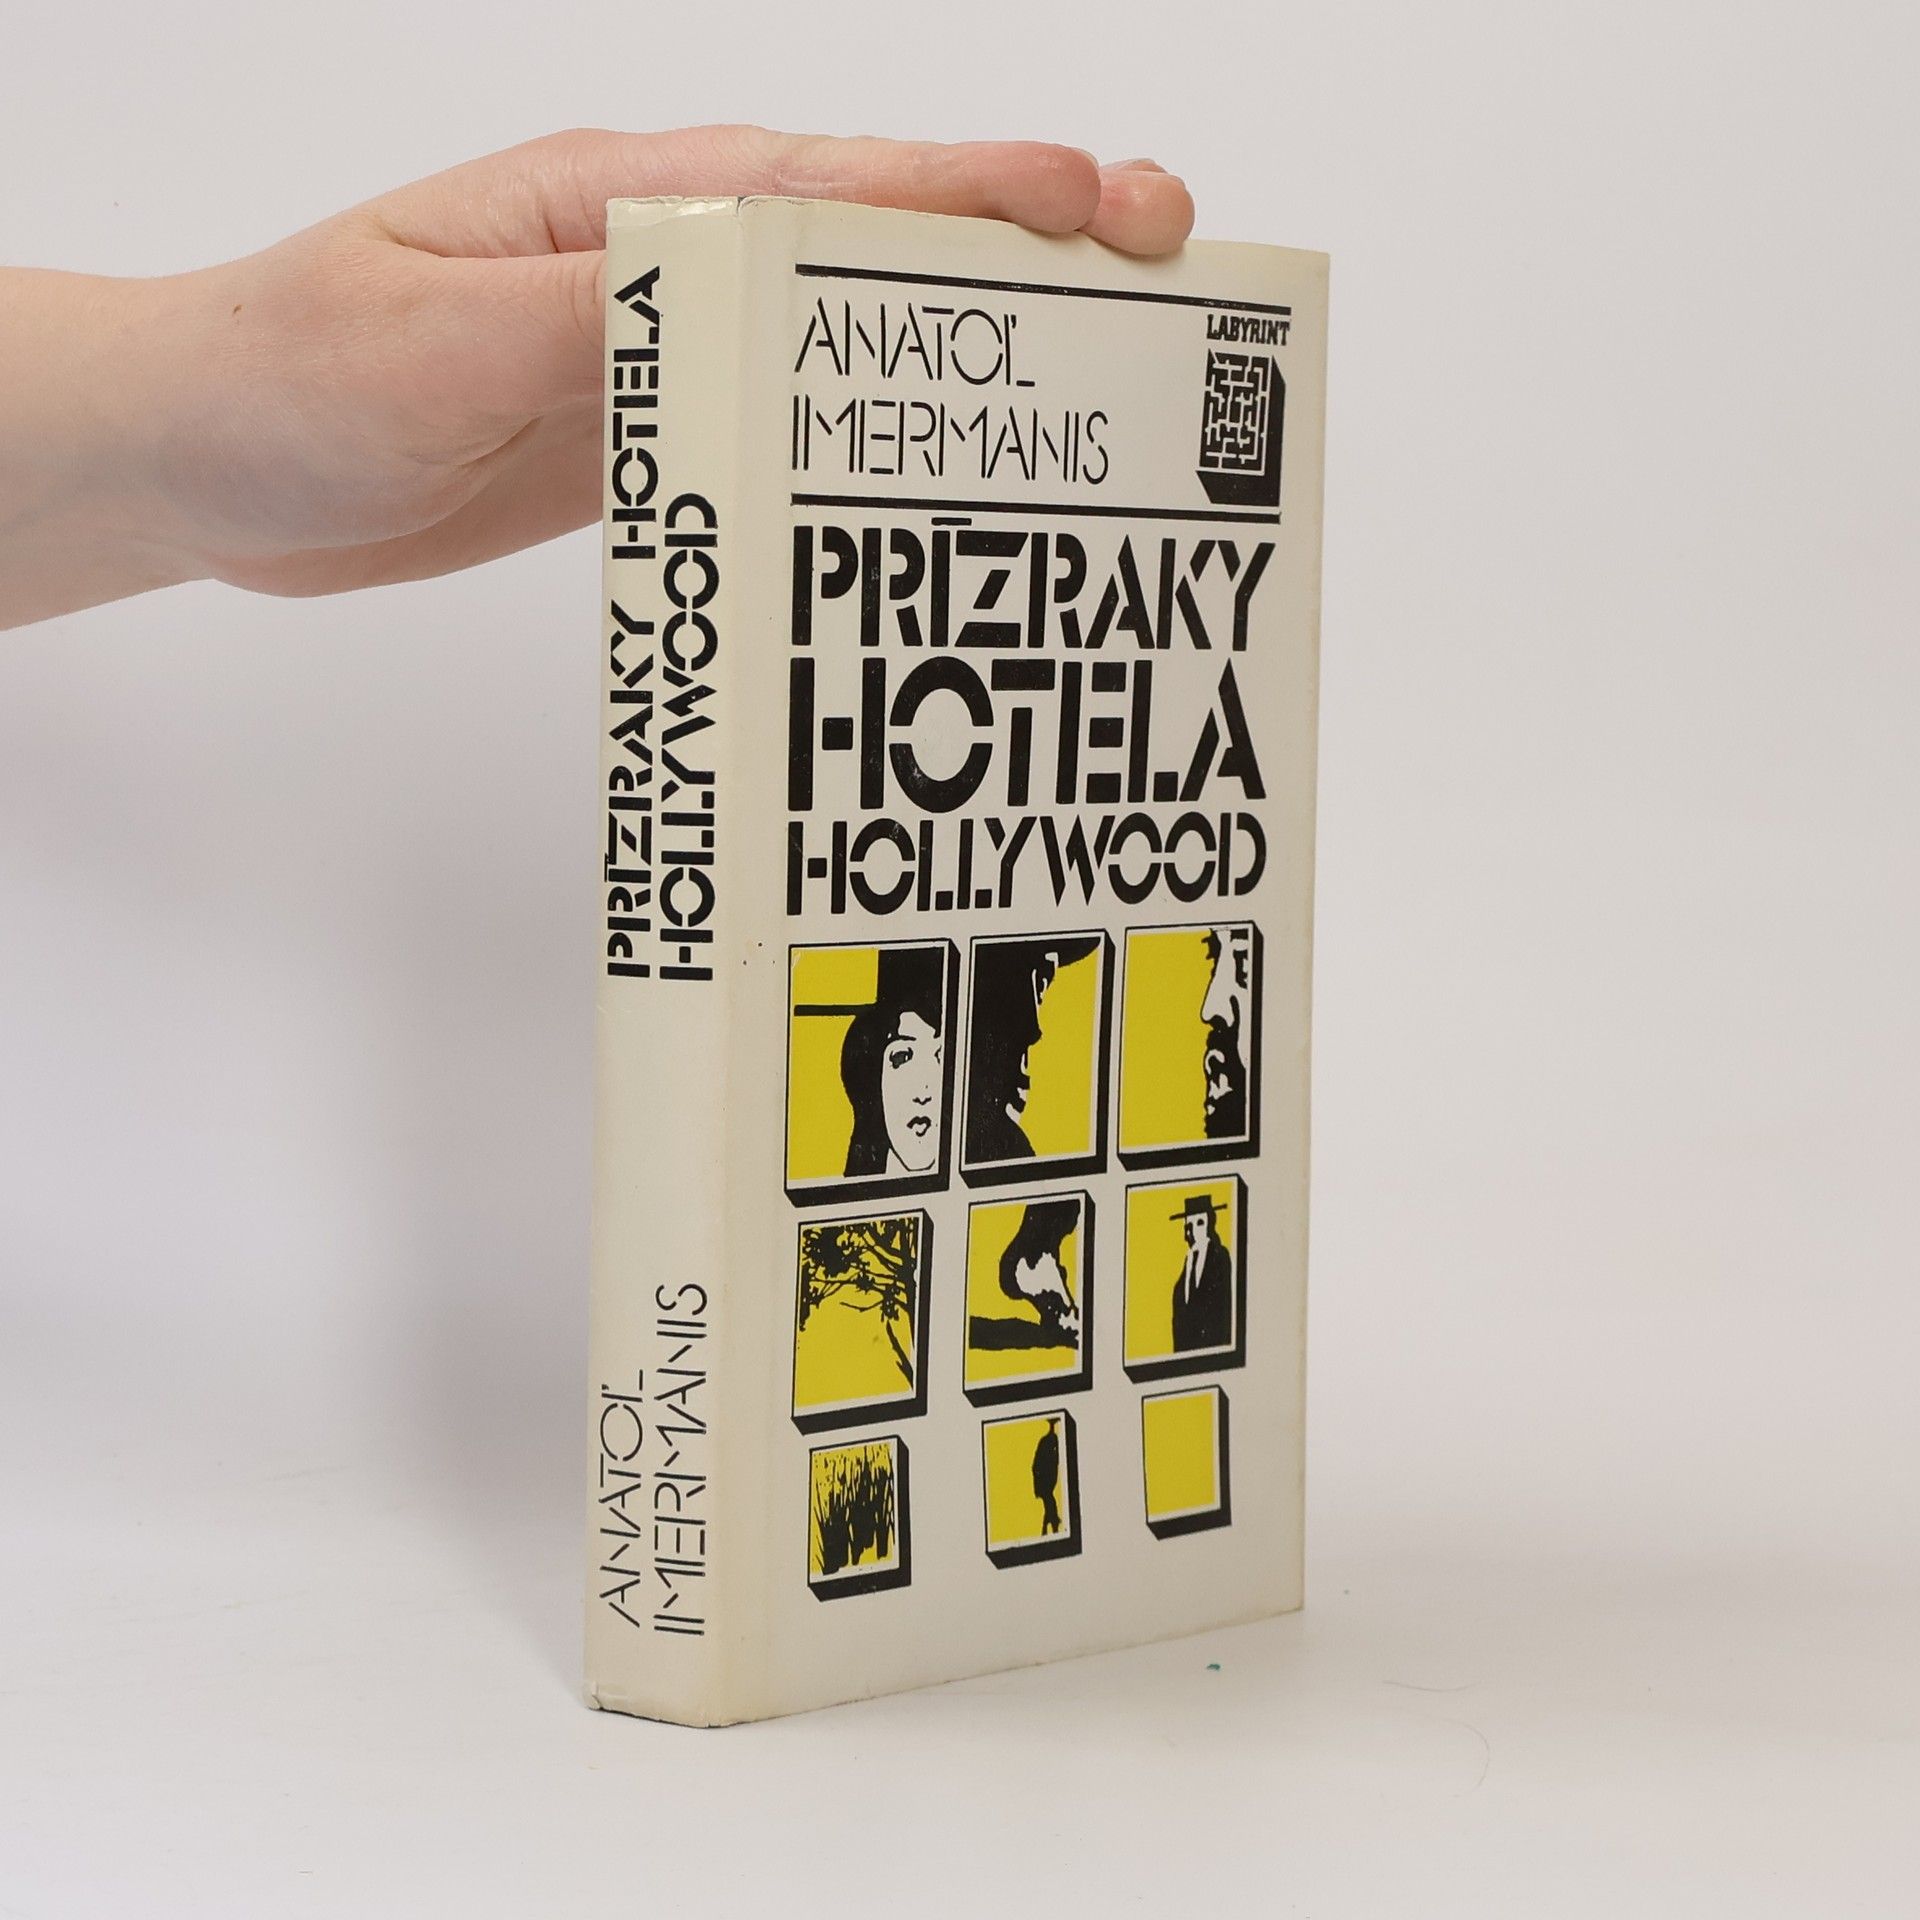 PRÍZRAKY HOTELA
HOLLYWOOD
ANATOĽ
IMERMANIS
ANATOĽ
IMERMANIS
LABYRINT
PRÍZRAKY
HOTELA
HOLLYWOOD